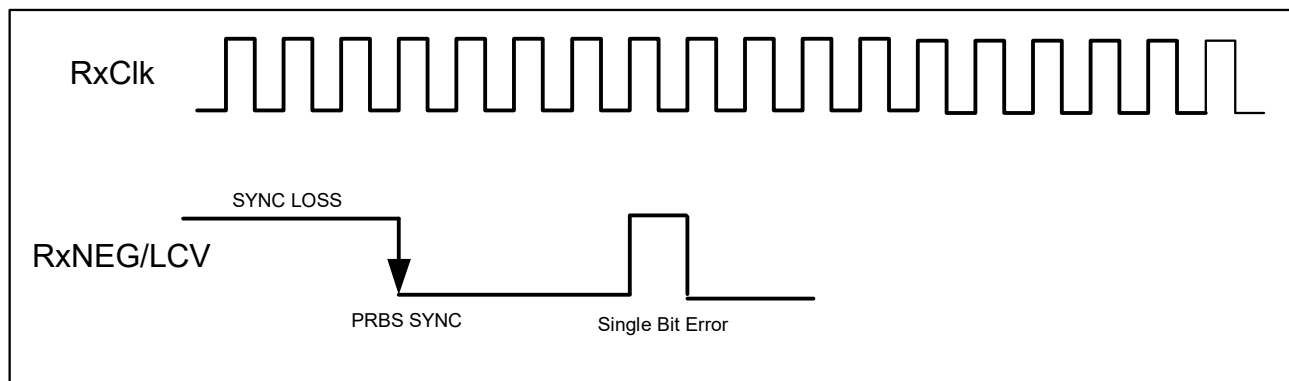 RxClk
SYNC LOSS
RxNEG/LCV
PRBS SYNC
Single Bit Error